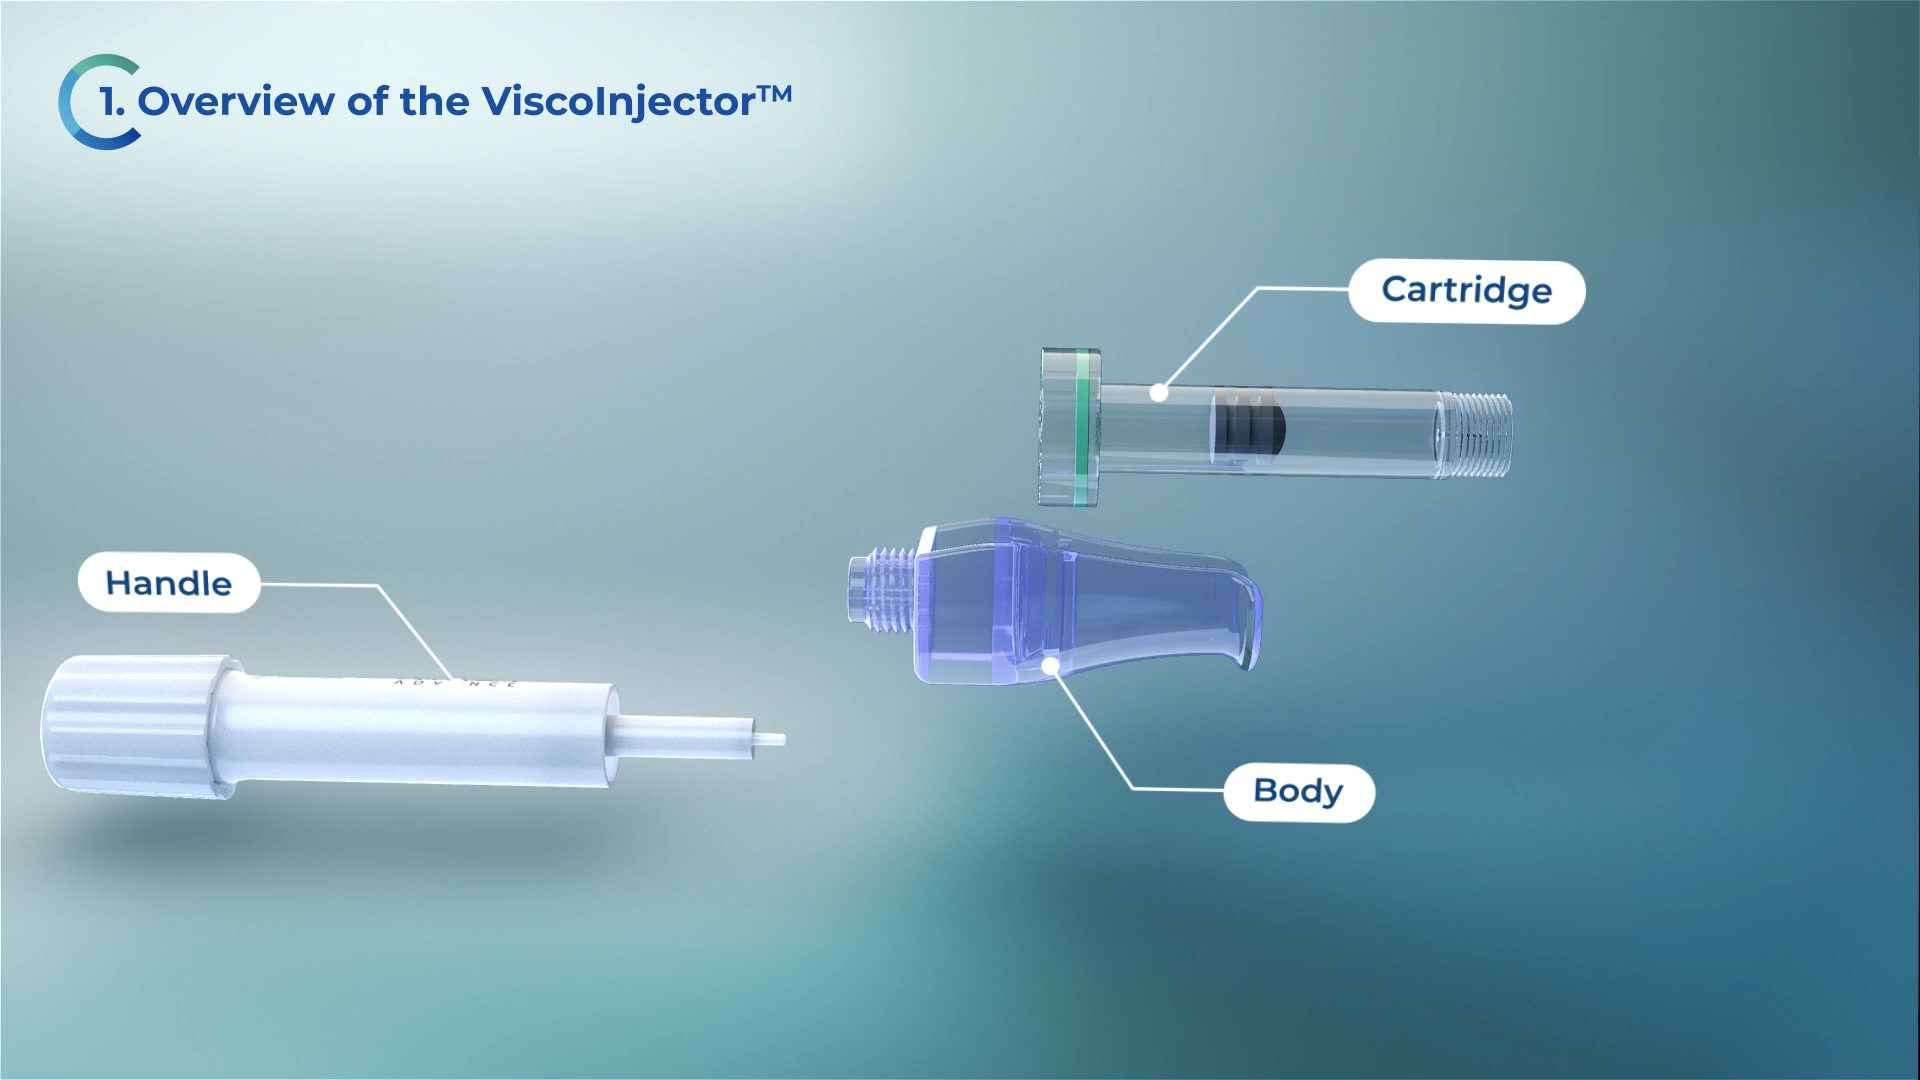 1. Overview of the ViscoInjector™
Cartridge
Handle
Body